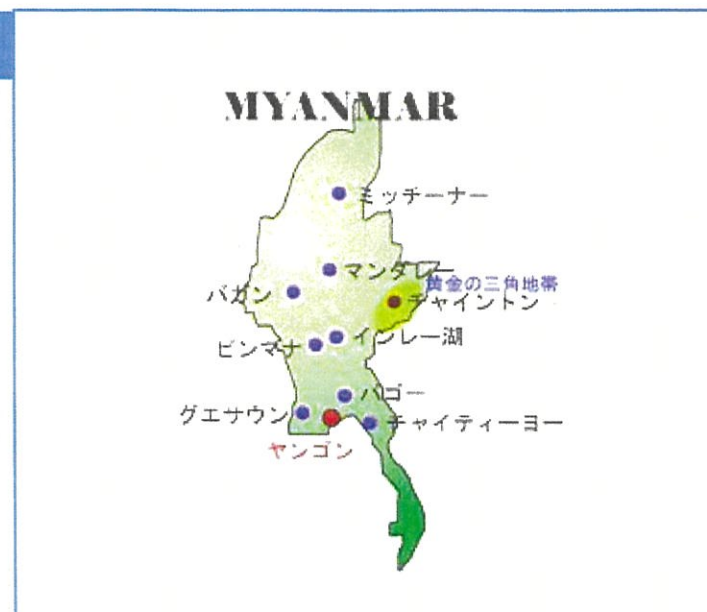 MYANMAR
ミッチーナー
マンダレー
黄金の三角地帯
バガン
チャイントン
インレー湖
ピンマナ
バゴー
グエサウン
チャイティーヨー
ヤンゴン